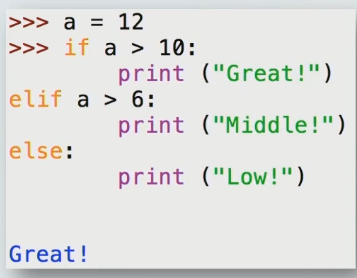 >>> a = 12
>>> if a > 10:
        print ("Great!")
elif a > 6:
        print ("Middle!")
else:
        print ("Low!")
Great!